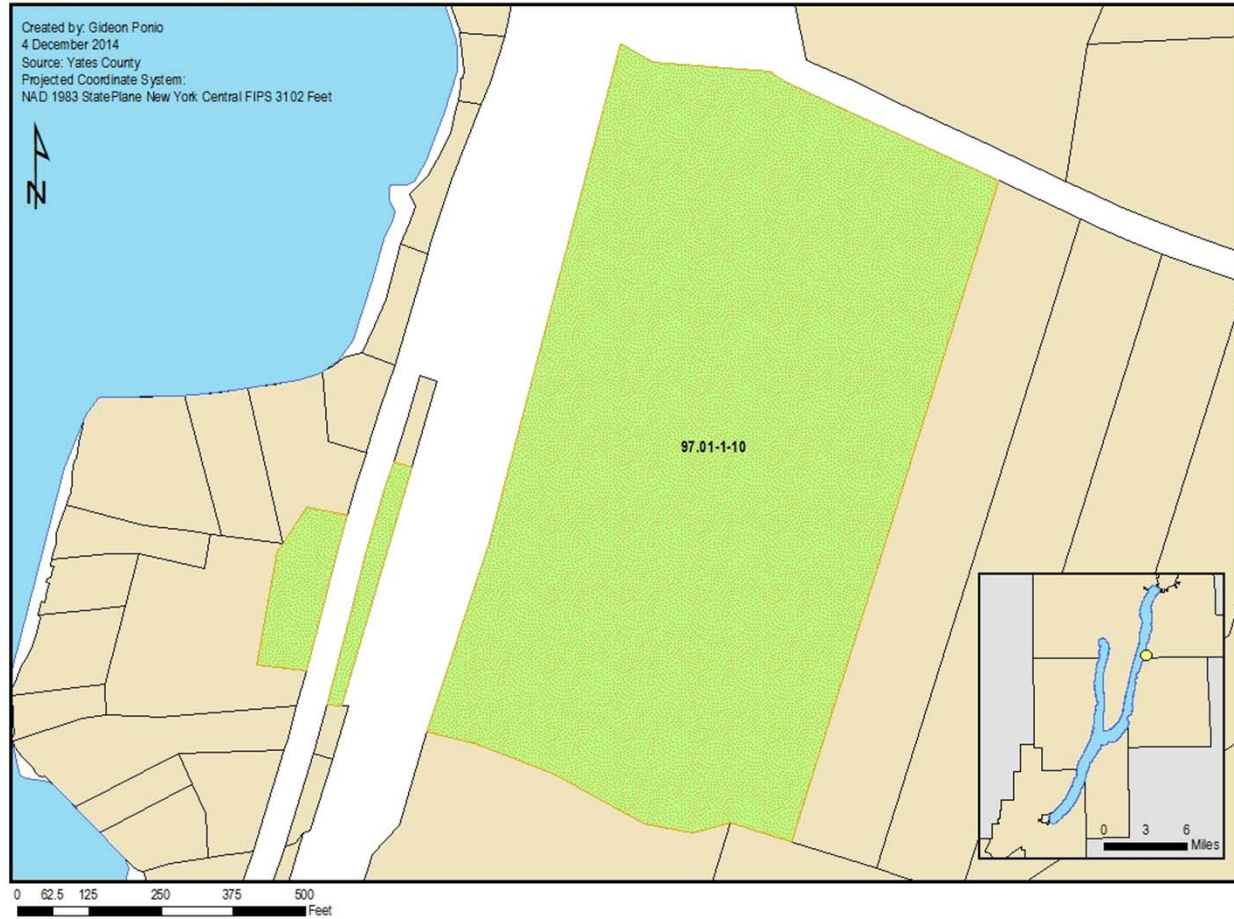 Created by: Gideon Ponio
4 December 2014
Source: Yates County
Projected Coordinate System:
NAD 1983 StatePlane New York Central FIPS 3102 Feet
N
97.01-1-10
0 3 6
Miles
0 62.5 125 250 375 500
Feet